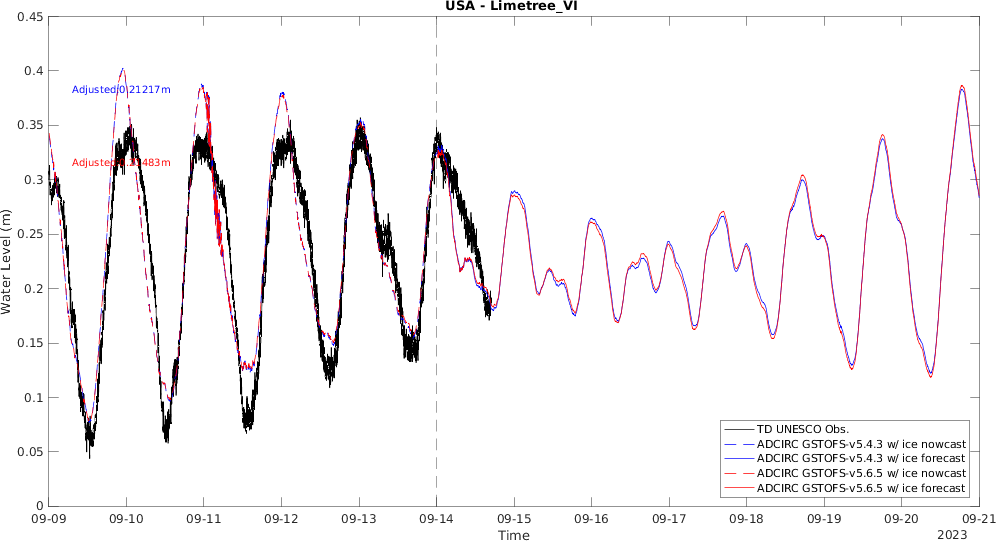 USA - Limetree_VI
0.45
0.4
0.35
0.3
0.25
0.2
0.15
0.1
0.05
0
Water Level (m)
Adjusted:0.21217m
TD UNESCO Obs.
ADCIRC GSTOFS-v5.4.3 w/ ice nowcast
ADCIRC GSTOFS-v5.4.3 w/ ice forecast
ADCIRC GSTOFS-v5.6.5 w/ ice nowcast
ADCIRC GSTOFS-v5.6.5 w/ ice forecast
09-09 09-10 09-11 09-12 09-13 09-14 09-15 09-16 09-17 09-18 09-19 09-20 09-21
Time
2023